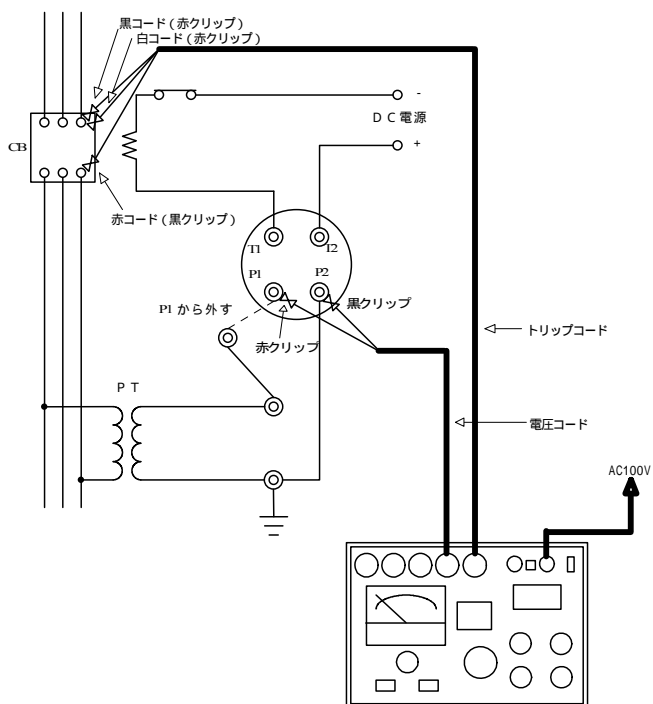 黒コード(赤クリップ)
白コード(赤クリップ)
-
DC電源
+
CB
赤コード(黒クリップ)
T1
T2
P1
P2
黒クリップ
P1 から外す
赤クリップ
トリップコード
PT
電圧コード
AC100V